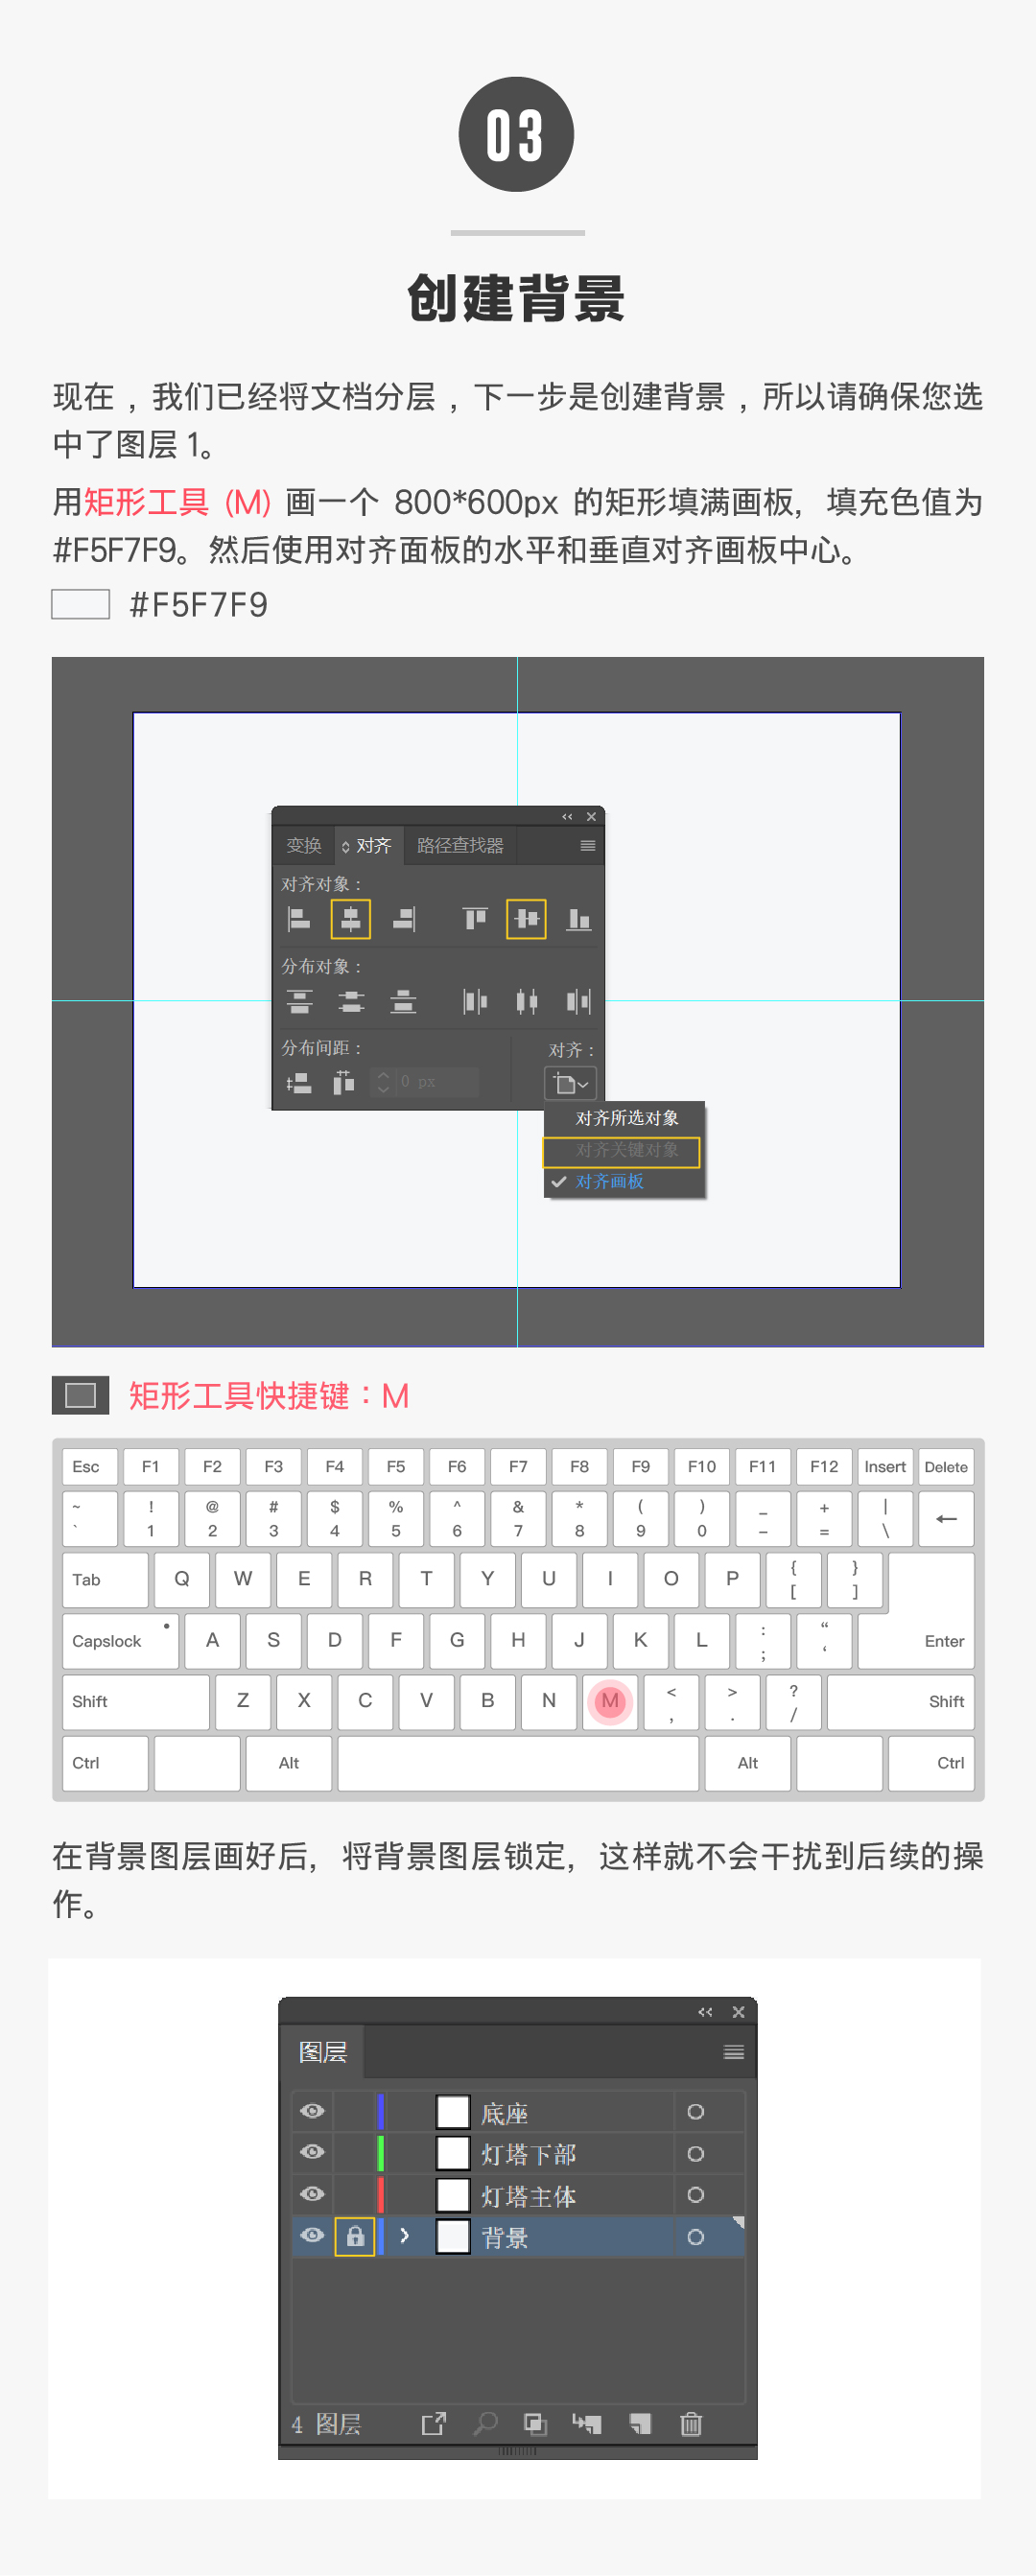 03
创建背景
现在，我们已经将文档分层，下一步是创建背景，所以请确保您选
中了图层 1。
用矩形工具 (M) 画一个 800*600px 的矩形填满画板，填充色值为
#F5F7F9。然后使用对齐面板的水平和垂直对齐画板中心。
#F5F7F9
变换 对齐 路径查找器
对齐对象：
分布对象：
分布间距： 对齐：
0 px
对齐所选对象
对齐关键对象
对齐画板
矩形工具快捷键：M
Esc F1 F2 F3 F4 F5 F6 F7 F8 F9 F10 F11 F12 Insert Delete
~ ! @ # $ % ^ & * ( ) _ + |
` 1 2 3 4 5 6 7 8 9 0 – = \ ←
Tab Q W E R T Y U I O P { [ } ]
Capslock A S D F G H J K L : ; “ ‘ Enter
Shift Z X C V B N M < , > . ? / Shift
Ctrl Alt Alt Ctrl
在背景图层画好后，将背景图层锁定，这样就不会干扰到后续的操
作。
图层
底座
灯塔下部
灯塔主体
背景
4 图层